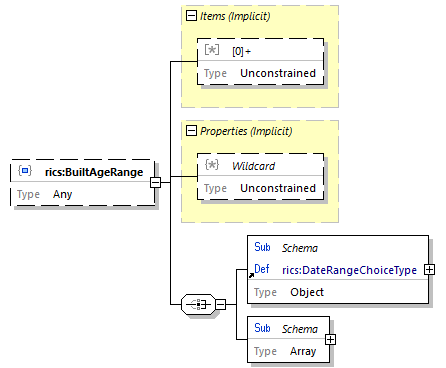 Items (Implicit)
[*] [0]+
Type Unconstrained
Properties (Implicit)
{*} Wildcard
Type Unconstrained
rics:BuiltAgeRange
Type Any
Sub Schema
Def rics:DateRangeChoiceType
Type Object
Sub Schema
Type Array